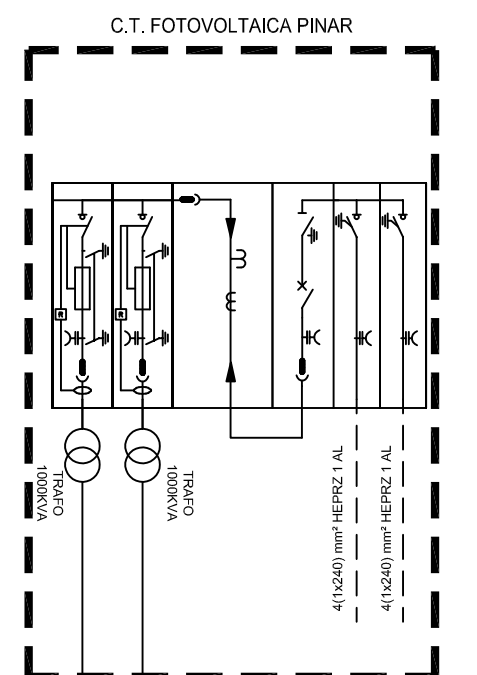 C.T. FOTOVOLTAICA PINAR
R
R
TRAFO
1000KVA
TRAFO
1000KVA
4(1x240) mm² HEPRZ 1 AL
4(1x240) mm² HEPRZ 1 AL